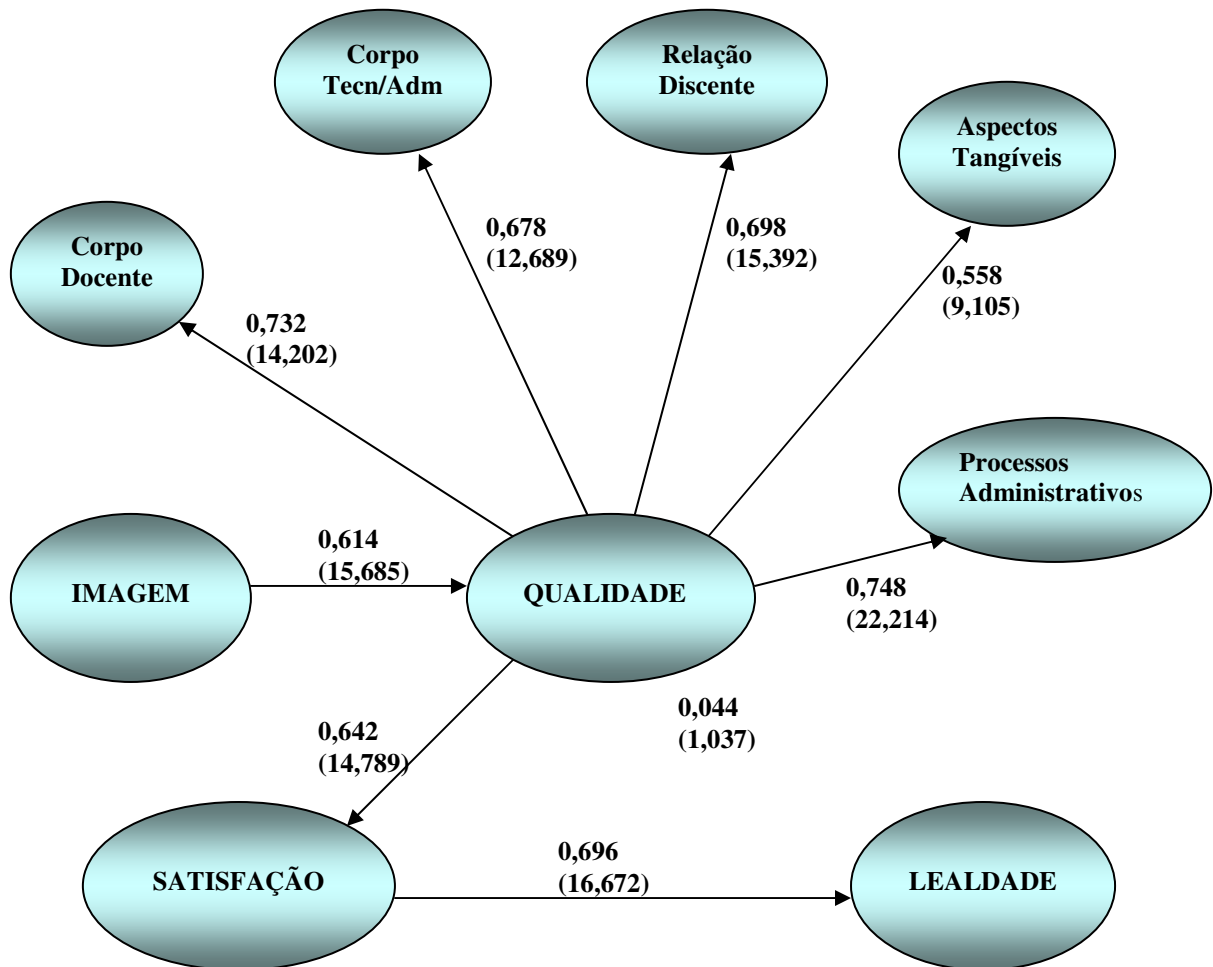 Corpo
Tecn/Adm
Relação
Discente
Aspectos
Tangíveis
Corpo
Docente
0,678
(12,689)
0,698
(15,392)
0,558
(9,105)
0,732
(14,202)
Processos
Administrativos
IMAGEM
0,614
(15,685)
QUALIDADE
0,748
(22,214)
0,642
(14,789)
0,044
(1,037)
SATISFAÇÃO
0,696
(16,672)
LEALDADE